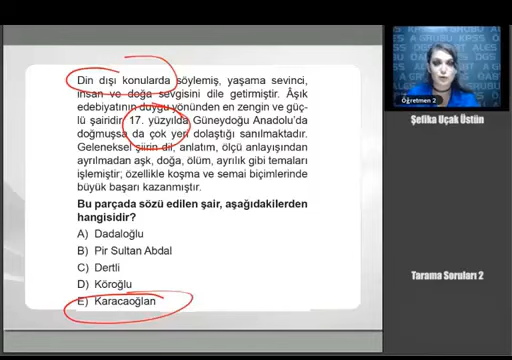 Din dışı konularda söylemiş, yaşama sevinci,
insan ve doğa sevgisini dile getirmiştir. Âşık
edebiyatının duygu yönünden en zengin ve güç-
lü şairidir. 17. yüzyılda Güneydoğu Anadolu'da
doğmuşsa da çok yeri dolaştığı sanılmaktadır.
Geleneksel şiirin dil, anlatım, ölçü anlayışından
ayrılmadan aşk, doğa, ölüm, ayrılık gibi temaları
işlemiştir; özellikle koşma ve semai biçimlerinde
büyük başarı kazanmıştır.
Bu parçada sözü edilen şair, aşağıdakilerden
hangisidir?
A) Dadaloğlu
B) Pir Sultan Abdal
C) Dertli
D) Köroğlu
E) Karacaoğlan
Öğretmen 2
Şefika Uçak Üstün
Tarama Soruları 2